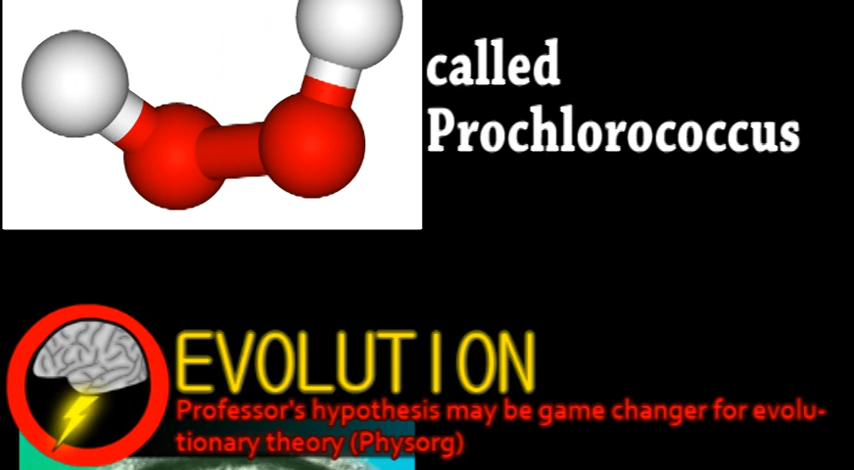 called
Prochlorococcus
EVOLUTION
Professor's hypothesis may be game changer for evolu-
tionary theory (Physorg)